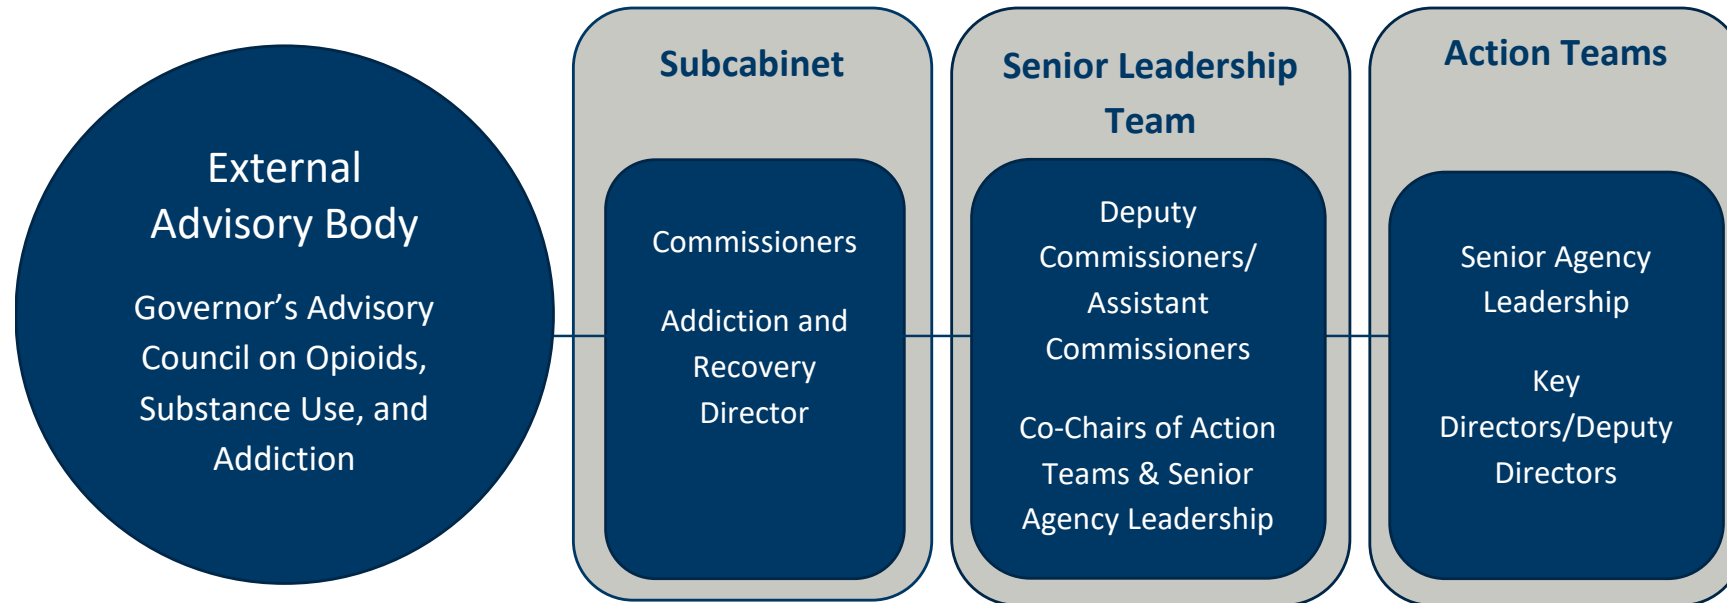 External
Advisory Body
Governor’s Advisory
Council on Opioids,
Substance Use, and
Addiction
Subcabinet
Commissioners
Addiction and
Recovery
Director
Senior Leadership
Team
Deputy
Commissioners/
Assistant
Commissioners
Co-Chairs of Action
Teams & Senior
Agency Leadership
Action Teams
Senior Agency
Leadership
Key
Directors/Deputy
Directors